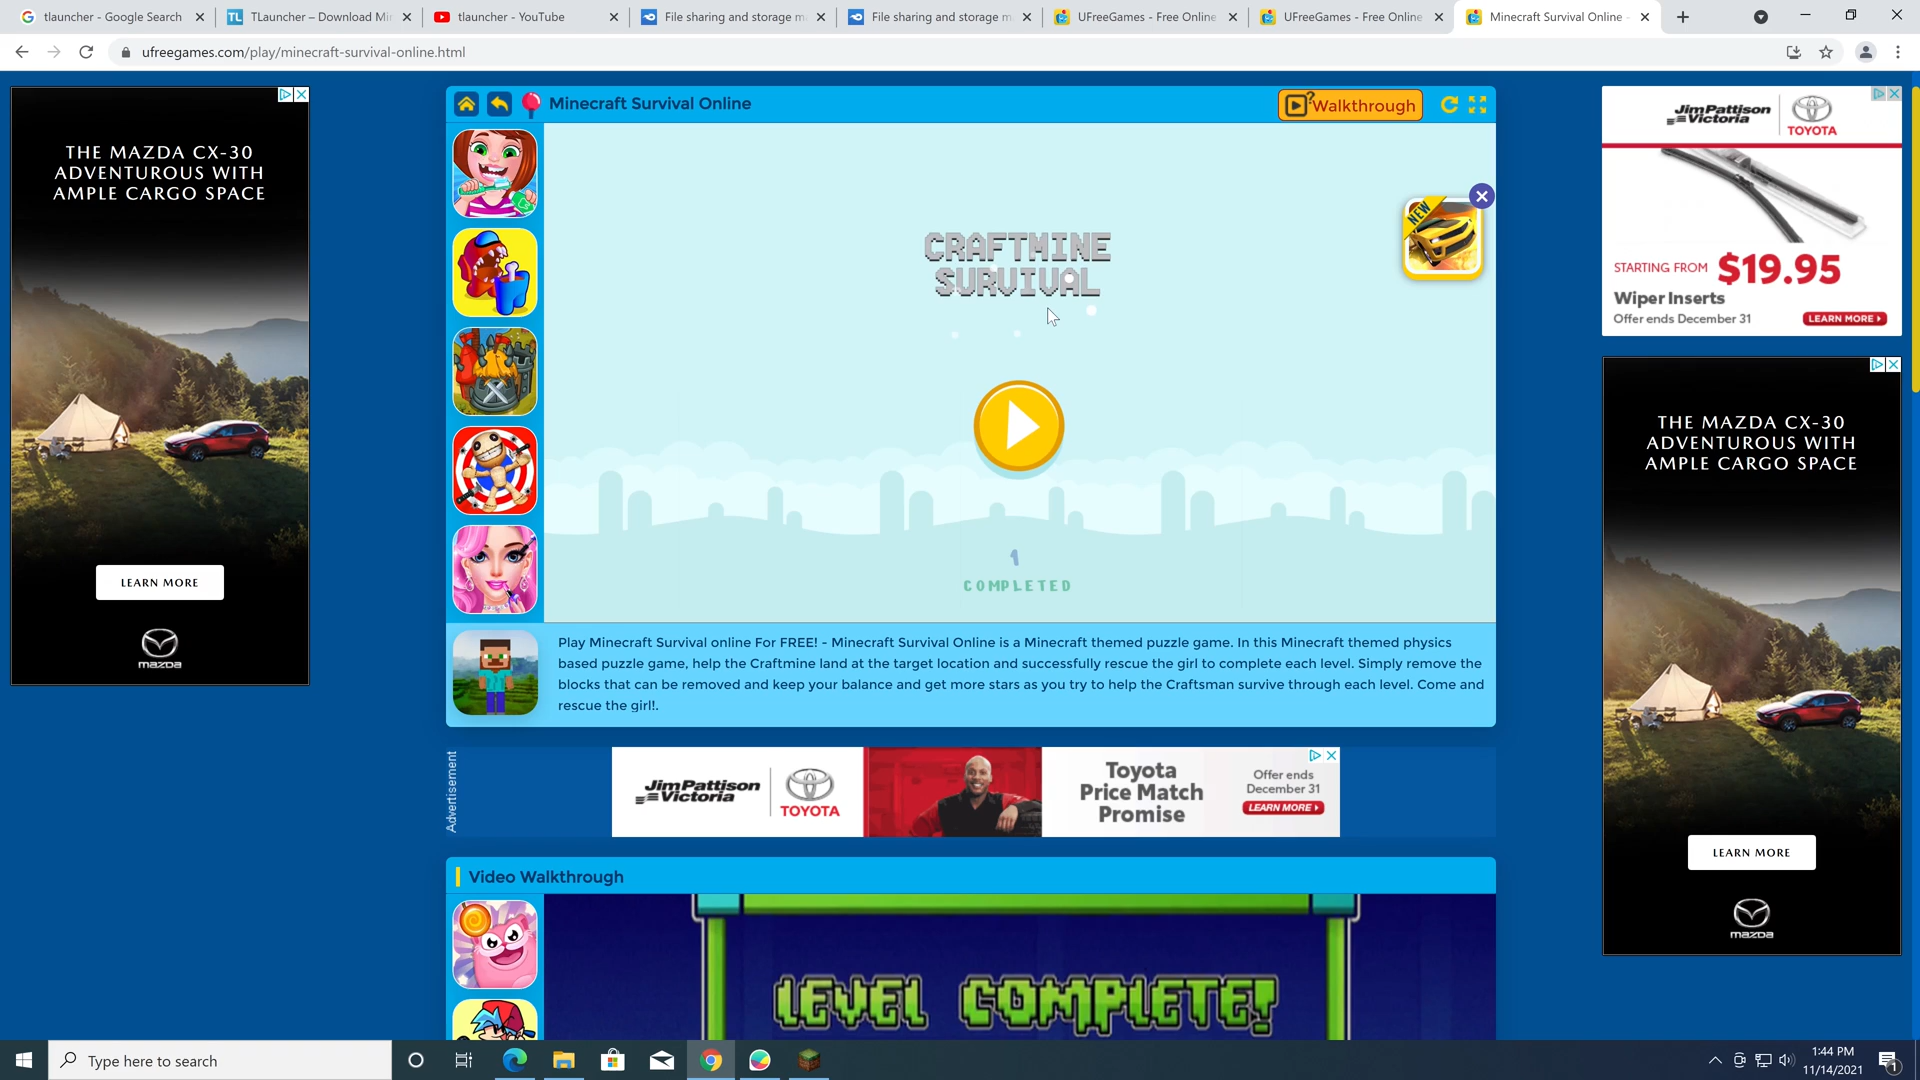 tlauncher - Google Search
TLauncher – Download Min
tlauncher - YouTube
File sharing and storage m
File sharing and storage m
UFreeGames - Free Online
UFreeGames - Free Online
Minecraft Survival Online -
ufreegames.com/play/minecraft-survival-online.html
THE MAZDA CX-30
ADVENTUROUS WITH
AMPLE CARGO SPACE
LEARN MORE
mazda
Minecraft Survival Online
?Walkthrough
CRAFTMINE
SURVIVAL
NEW
1
COMPLETED
Play Minecraft Survival online For FREE! - Minecraft Survival Online is a Minecraft themed puzzle game. In this Minecraft themed physics
based puzzle game, help the Craftmine land at the target location and successfully rescue the girl to complete each level. Simply remove the
blocks that can be removed and keep your balance and get more stars as you try to help the Craftsman survive through each level. Come and
rescue the girl!.
Advertisement
JimPattison
Victoria
TOYOTA
Toyota
Price Match
Promise
Offer ends
December 31
LEARN MORE
Video Walkthrough
LEVEL COMPLETE!
JimPattison
Victoria
TOYOTA
STARTING FROM $19.95
Wiper Inserts
Offer ends December 31
LEARN MORE
THE MAZDA CX-30
ADVENTUROUS WITH
AMPLE CARGO SPACE
LEARN MORE
mazda
Type here to search
1:44 PM
11/14/2021
1